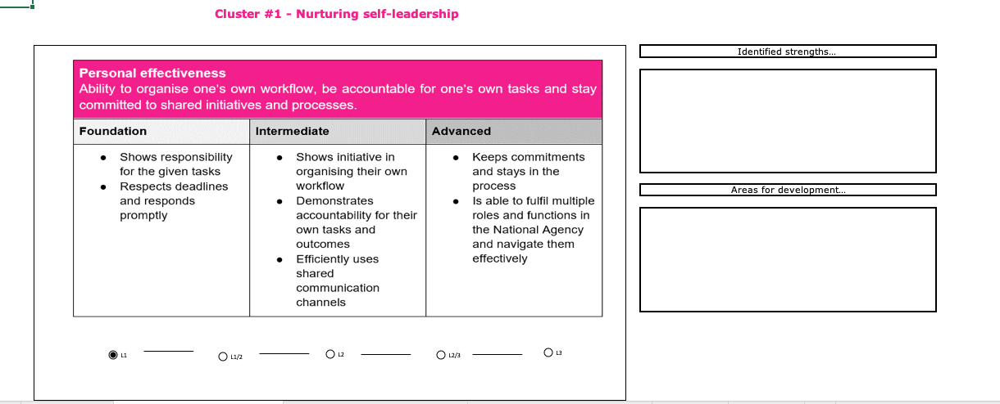 Cluster #1 - Nurturing self-leadership
Personal effectiveness
Ability to organise one's own workflow, be accountable for one's own tasks and stay
committed to shared initiatives and processes.
Foundation
● Shows responsibility
for the given tasks
● Respects deadlines
and responds
promptly
Intermediate
● Shows initiative in
organising their own
workflow
● Demonstrates
accountability for their
own tasks and
outcomes
● Efficiently uses
shared
communication
channels
Advanced
● Keeps commitments
and stays in the
process
● Is able to fulfil multiple
roles and functions in
the National Agency
and navigate them
effectively
L1
L1/2
L2
L2/3
L3
Identified strengths...
Areas for development...